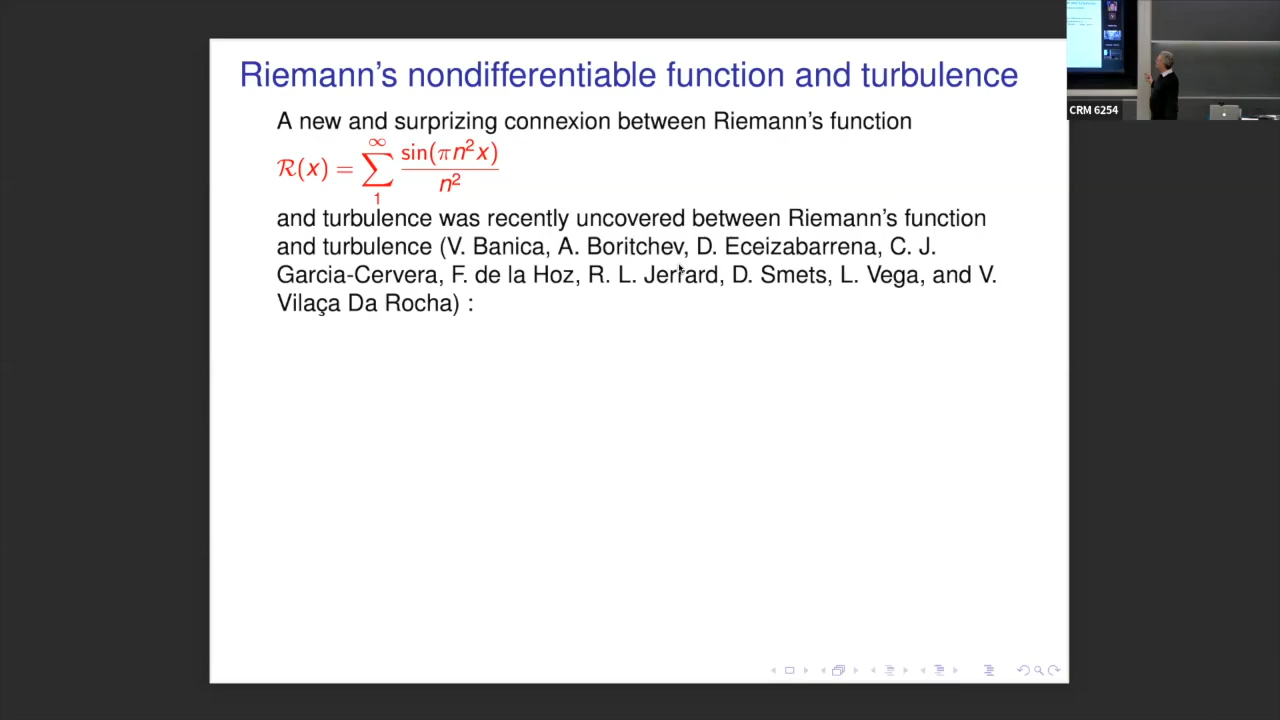 Riemann's nondifferentiable function and turbulence
CRM 6254
A new and surprizing connexion between Riemann's function
ℛ(x) = ∑_1^∞ sin(πn²x)/n²
and turbulence was recently uncovered between Riemann's function
and turbulence (V. Banica, A. Boritchev, D. Eceizabarrena, C. J.
Garcia-Cervera, F. de la Hoz, R. L. Jerrard, D. Smets, L. Vega, and V.
Vilaça Da Rocha) :